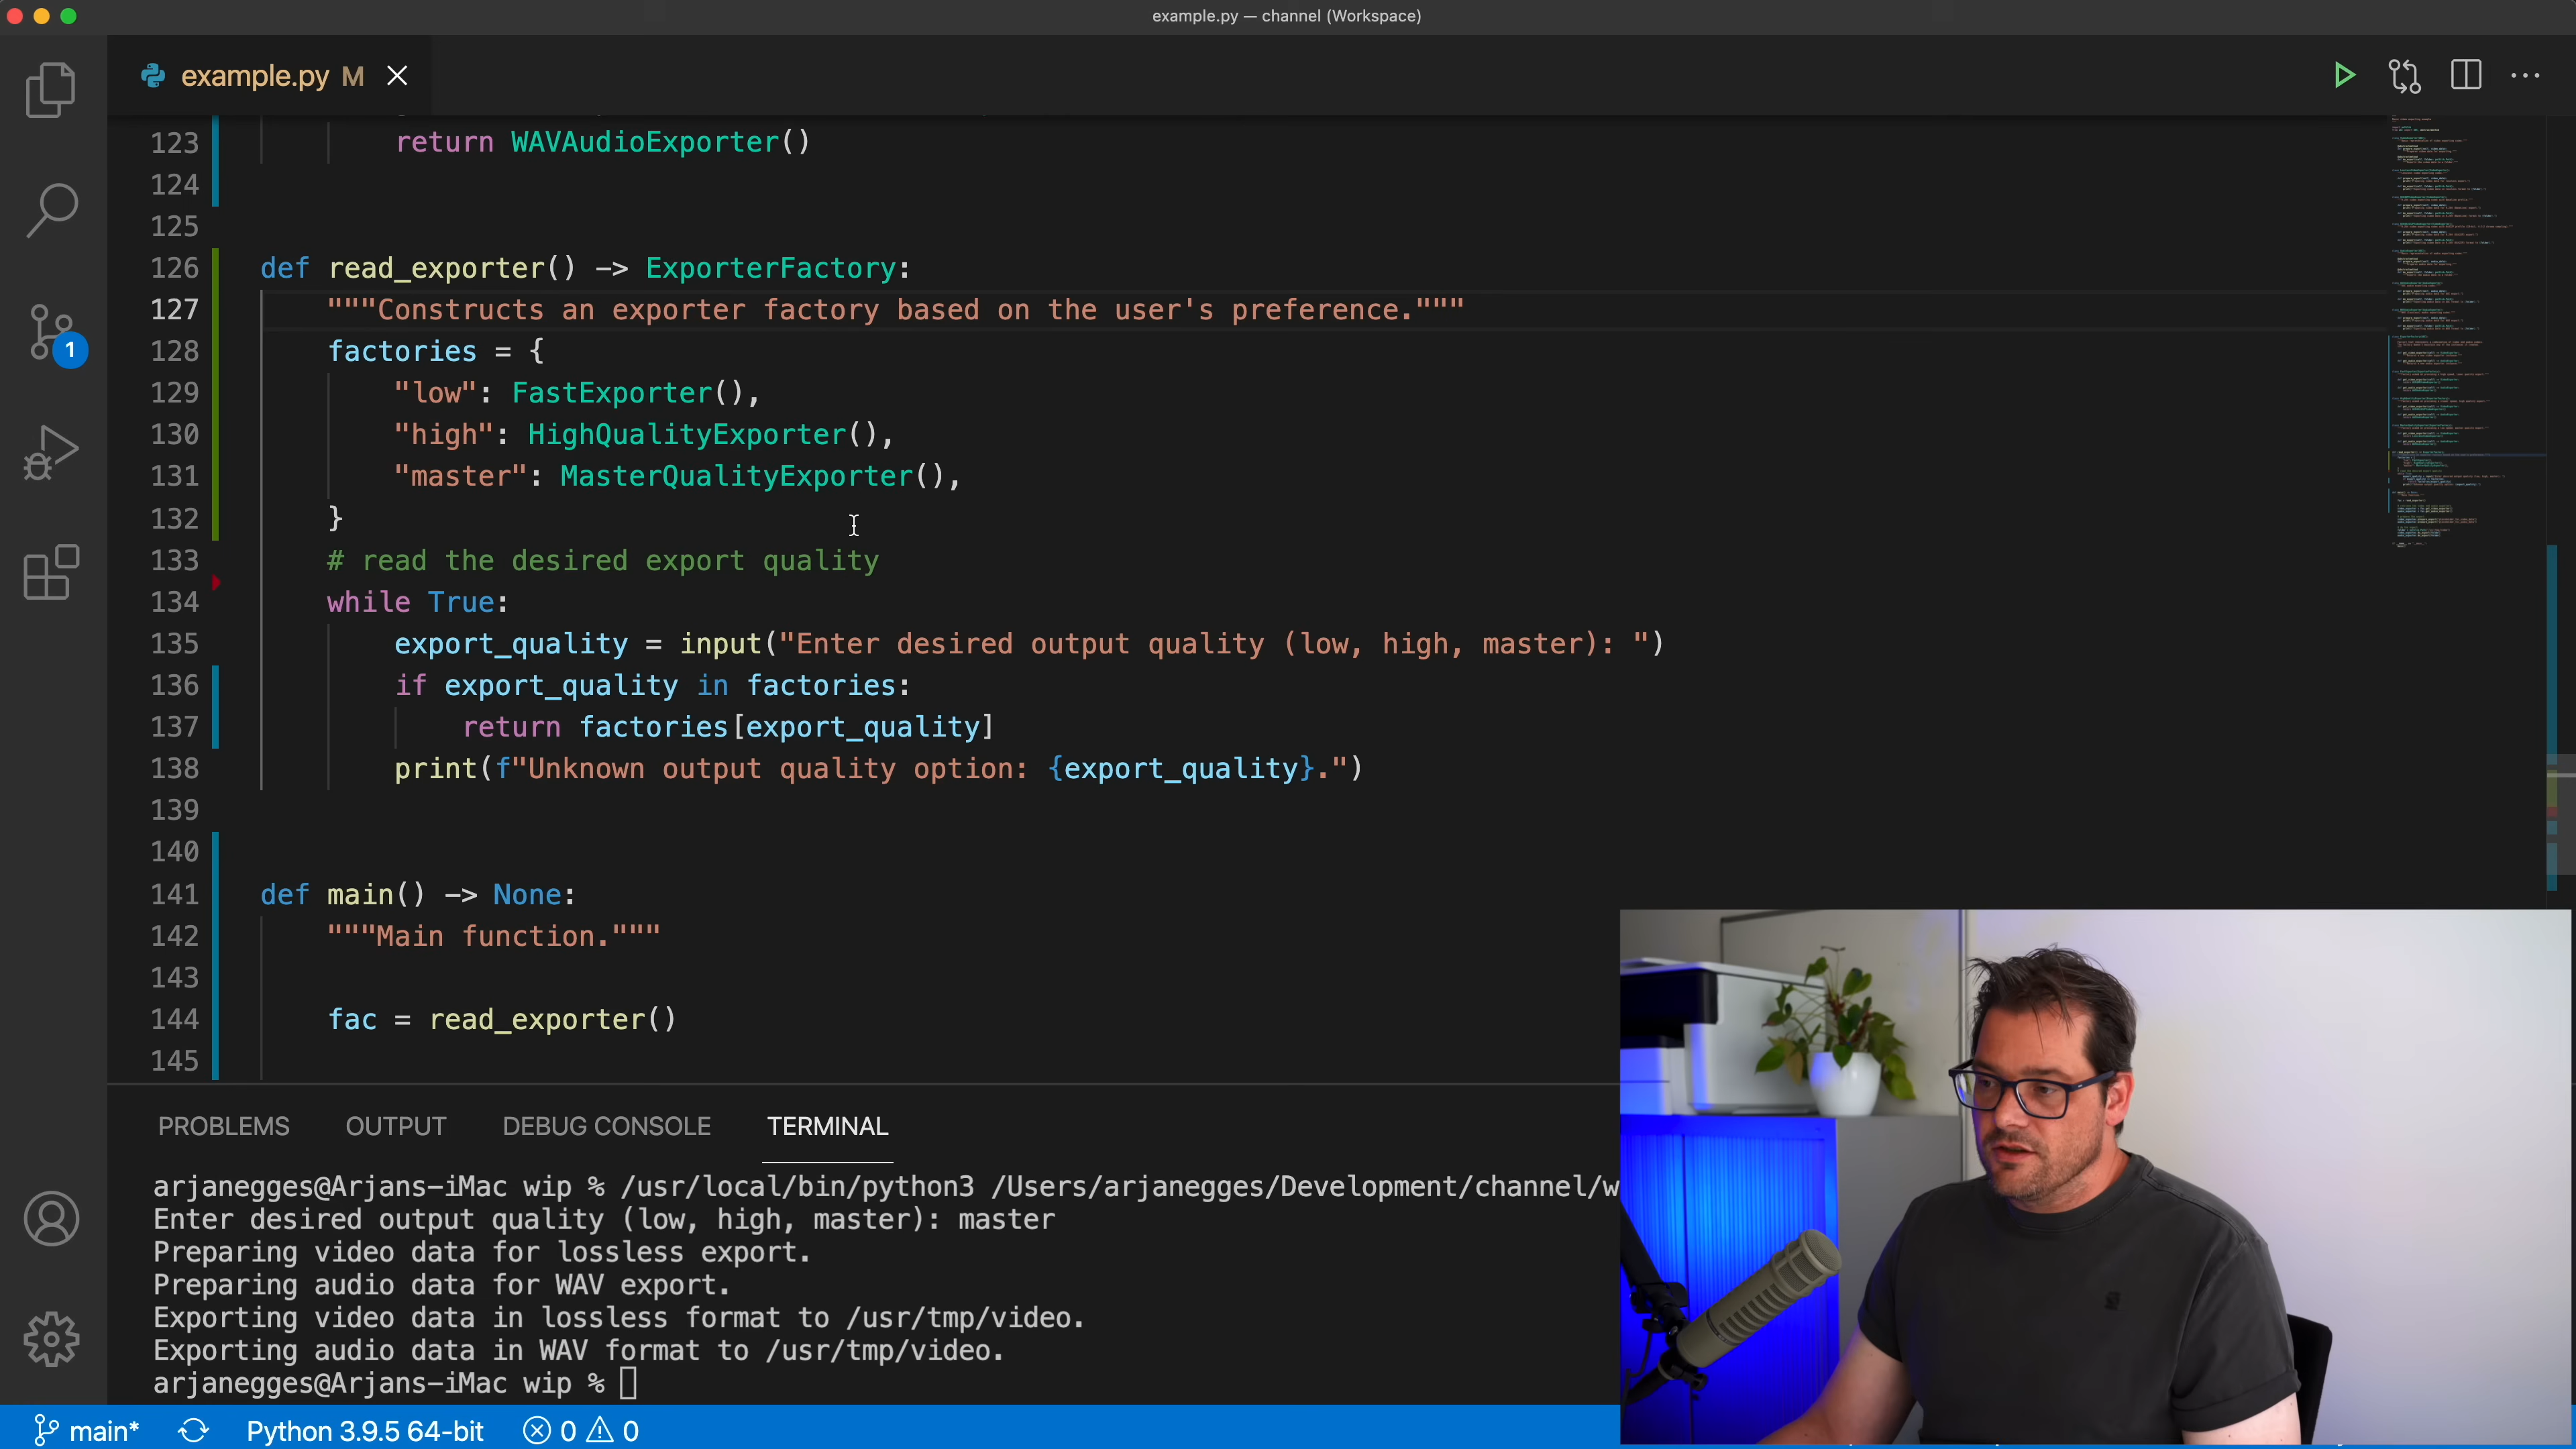 example.py — channel (Workspace)
example.py M
123 return WAVAudioExporter()
124
125
126 def read_exporter() -> ExporterFactory:
127 """Constructs an exporter factory based on the user's preference."""
128 factories = {
129 "low": FastExporter(),
130 "high": HighQualityExporter(),
131 "master": MasterQualityExporter(),
132 }
133 # read the desired export quality
134 while True:
135 export_quality = input("Enter desired output quality (low, high, master): ")
136 if export_quality in factories:
137 return factories[export_quality]
138 print(f"Unknown output quality option: {export_quality}.")
139
140
141 def main() -> None:
142 """Main function."""
143
144 fac = read_exporter()
145
1
PROBLEMS OUTPUT DEBUG CONSOLE TERMINAL
arjanegges@Arjans-iMac wip % /usr/local/bin/python3 /Users/arjanegges/Development/channel/w
Enter desired output quality (low, high, master): master
Preparing video data for lossless export.
Preparing audio data for WAV export.
Exporting video data in lossless format to /usr/tmp/video.
Exporting audio data in WAV format to /usr/tmp/video.
arjanegges@Arjans-iMac wip %
main* Python 3.9.5 64-bit 0 0